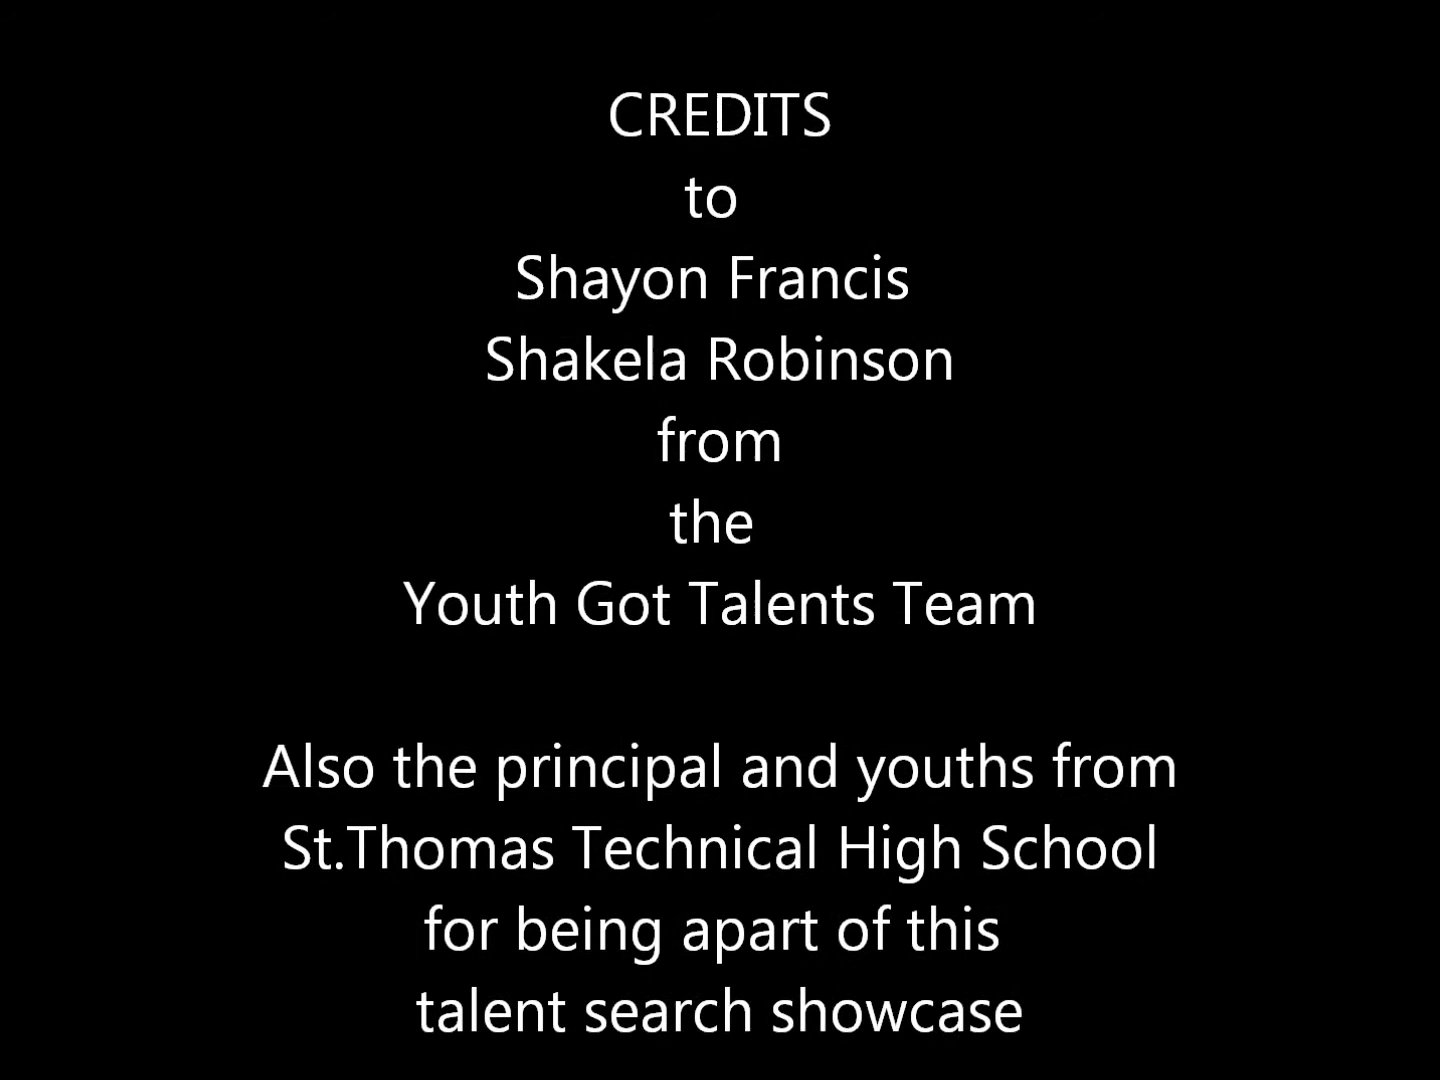 CREDITS
to
Shayon Francis
Shakela Robinson
from
the
Youth Got Talents Team
Also the principal and youths from
St.Thomas Technical High School
for being apart of this
talent search showcase